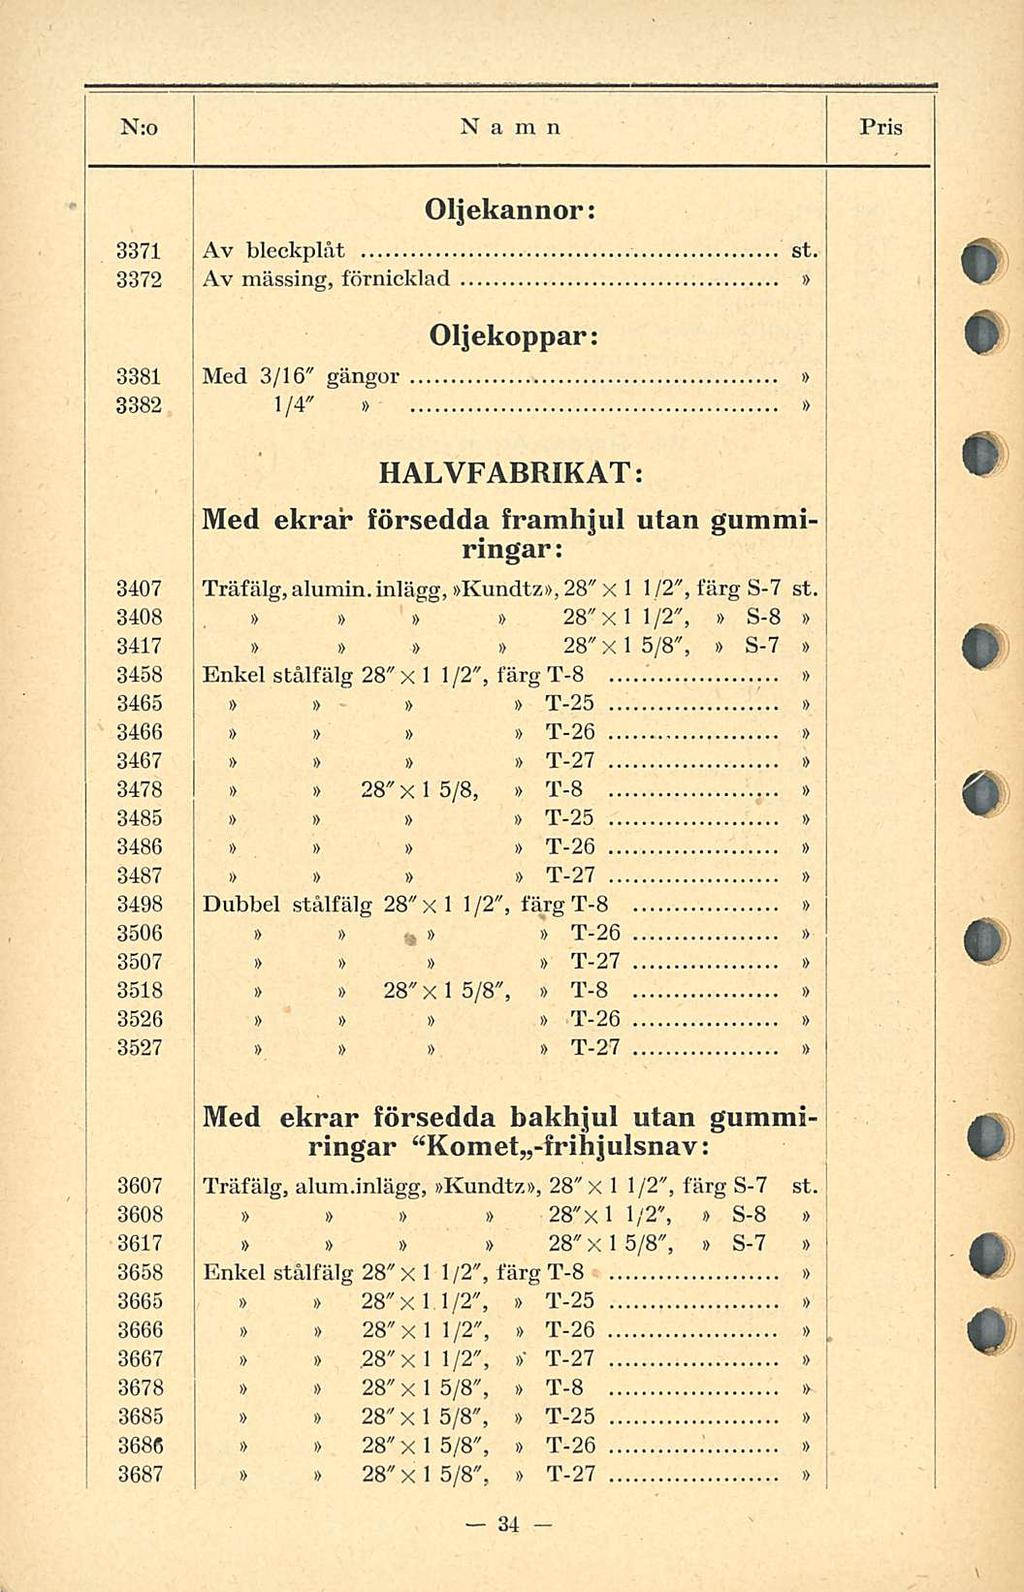 N:o N a m n Pris
Oljekannor:
3371 Av bleckplåt ........ st.
3372 Av mässing, förnicklad ........ »
Oljekoppar:
3381 Med 3/16″ gängor ........ »
3382 1/4″ » ........ »
HALVFABRIKAT:
Med ekrar försedda framhjul utan gummi-
ringar:
3407 Träfälg, alumin. inlägg, »Kundtz», 28″ × 1 1/2″, färg S-7 st.
3408 » » » » 28″ × 1 1/2″, » S-8 »
3417 » » » » 28″ × 1 5/8″, » S-7 »
3458 Enkel stålfälg 28″ × 1 1/2″, färg T-8 ........ »
3465 » » » » T-25 ........ »
3466 » » » » T-26 ........ »
3467 » » » » T-27 ........ »
3478 » » 28″ × 1 5/8, » T-8 ........ »
3485 » » » » T-25 ........ »
3486 » » » » T-26 ........ »
3487 » » » » T-27 ........ »
3498 Dubbel stålfälg 28″ × 1 1/2″, färg T-8 ........ »
3506 » » » » T-26 ........ »
3507 » » » » T-27 ........ »
3518 » » 28″ × 1 5/8″, » T-8 ........ »
3526 » » » » T-26 ........ »
3527 » » » » T-27 ........ »
Med ekrar försedda bakhjul utan gummi-
ringar “Komet„-frihjulsnav:
3607 Träfälg, alum.inlägg, »Kundtz», 28″ × 1 1/2″, färg S-7 st.
3608 » » » » 28″ × 1 1/2″, » S-8 »
3617 » » » » 28″ × 1 5/8″, » S-7 »
3658 Enkel stålfälg 28″ × 1 1/2″, färg T-8 ........ »
3665 » » 28″ × 1 1/2″, » T-25 ........ »
3666 » » 28″ × 1 1/2″, » T-26 ........ »
3667 » » 28″ × 1 1/2″, » T-27 ........ »
3678 » » 28″ × 1 5/8″, » T-8 ........ »
3685 » » 28″ × 1 5/8″, » T-25 ........ »
3686 » » 28″ × 1 5/8″, » T-26 ........ »
3687 » » 28″ × 1 5/8″, » T-27 ........ »
— 34 —